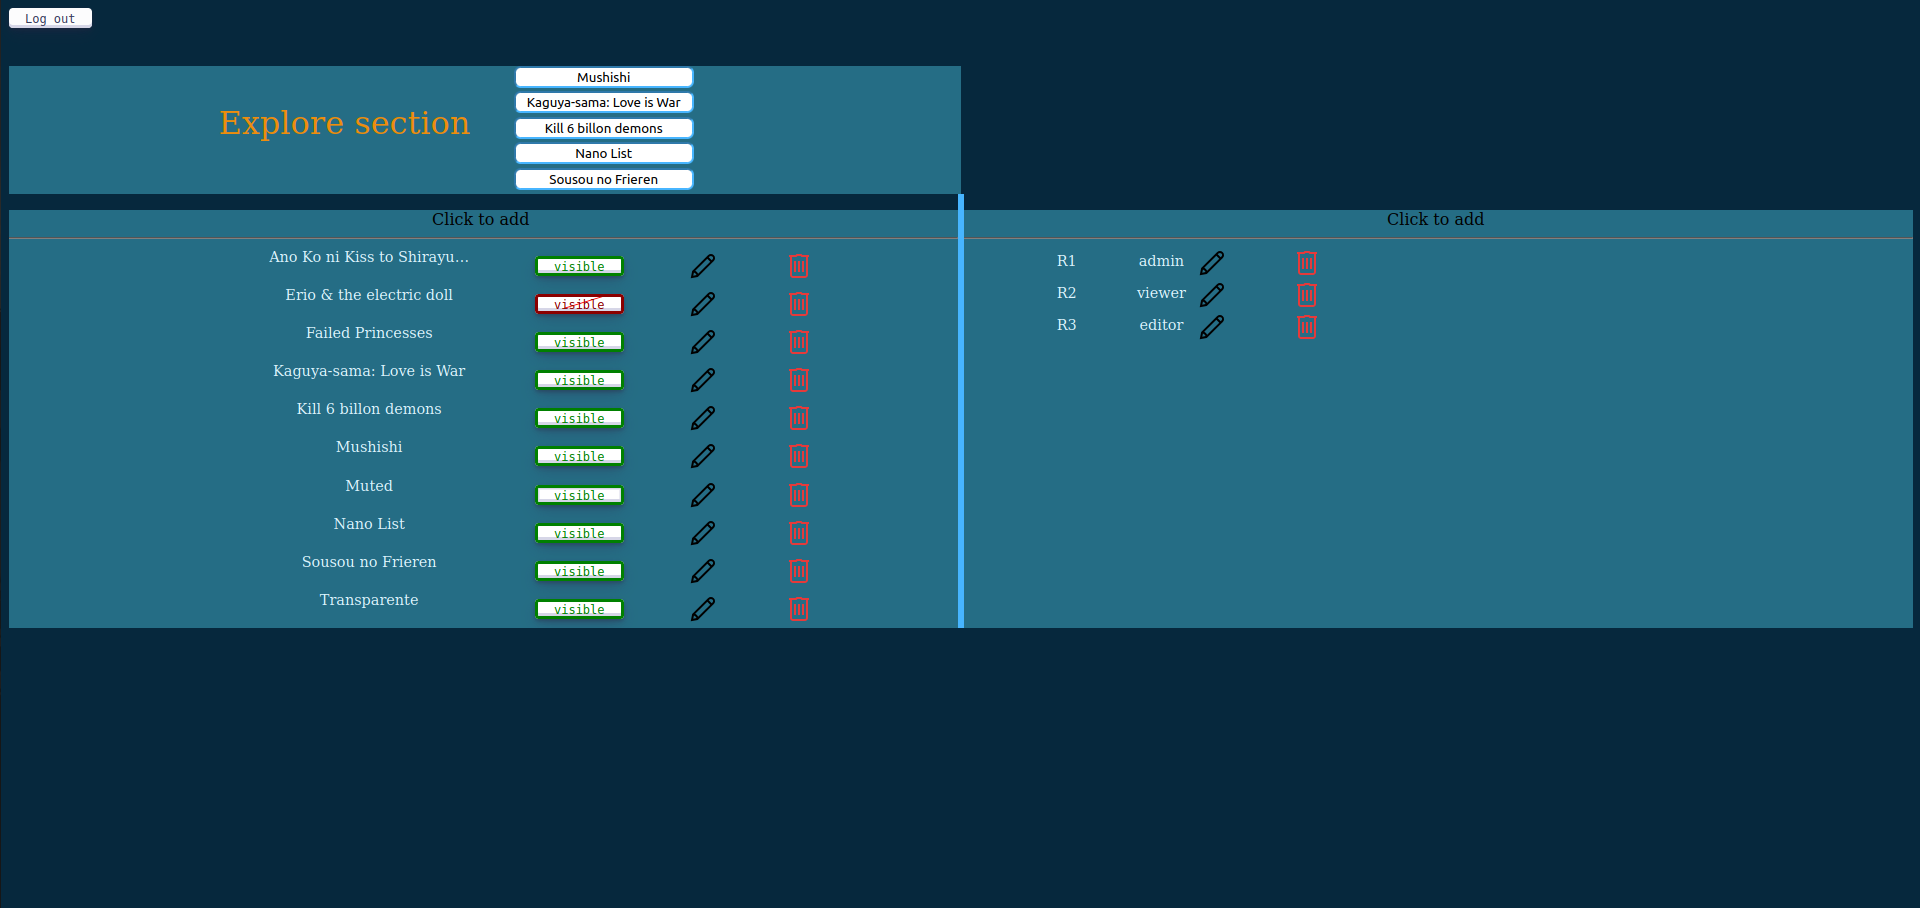 Log out
Explore section
Mushishi
Kaguya-sama: Love is War
Kill 6 billon demons
Nano List
Sousou no Frieren
Click to add
Ano Ko ni Kiss to Shirayu... visible
Erio & the electric doll visible
Failed Princesses visible
Kaguya-sama: Love is War visible
Kill 6 billon demons visible
Mushishi visible
Muted visible
Nano List visible
Sousou no Frieren visible
Transparente visible
Click to add
R1 admin
R2 viewer
R3 editor